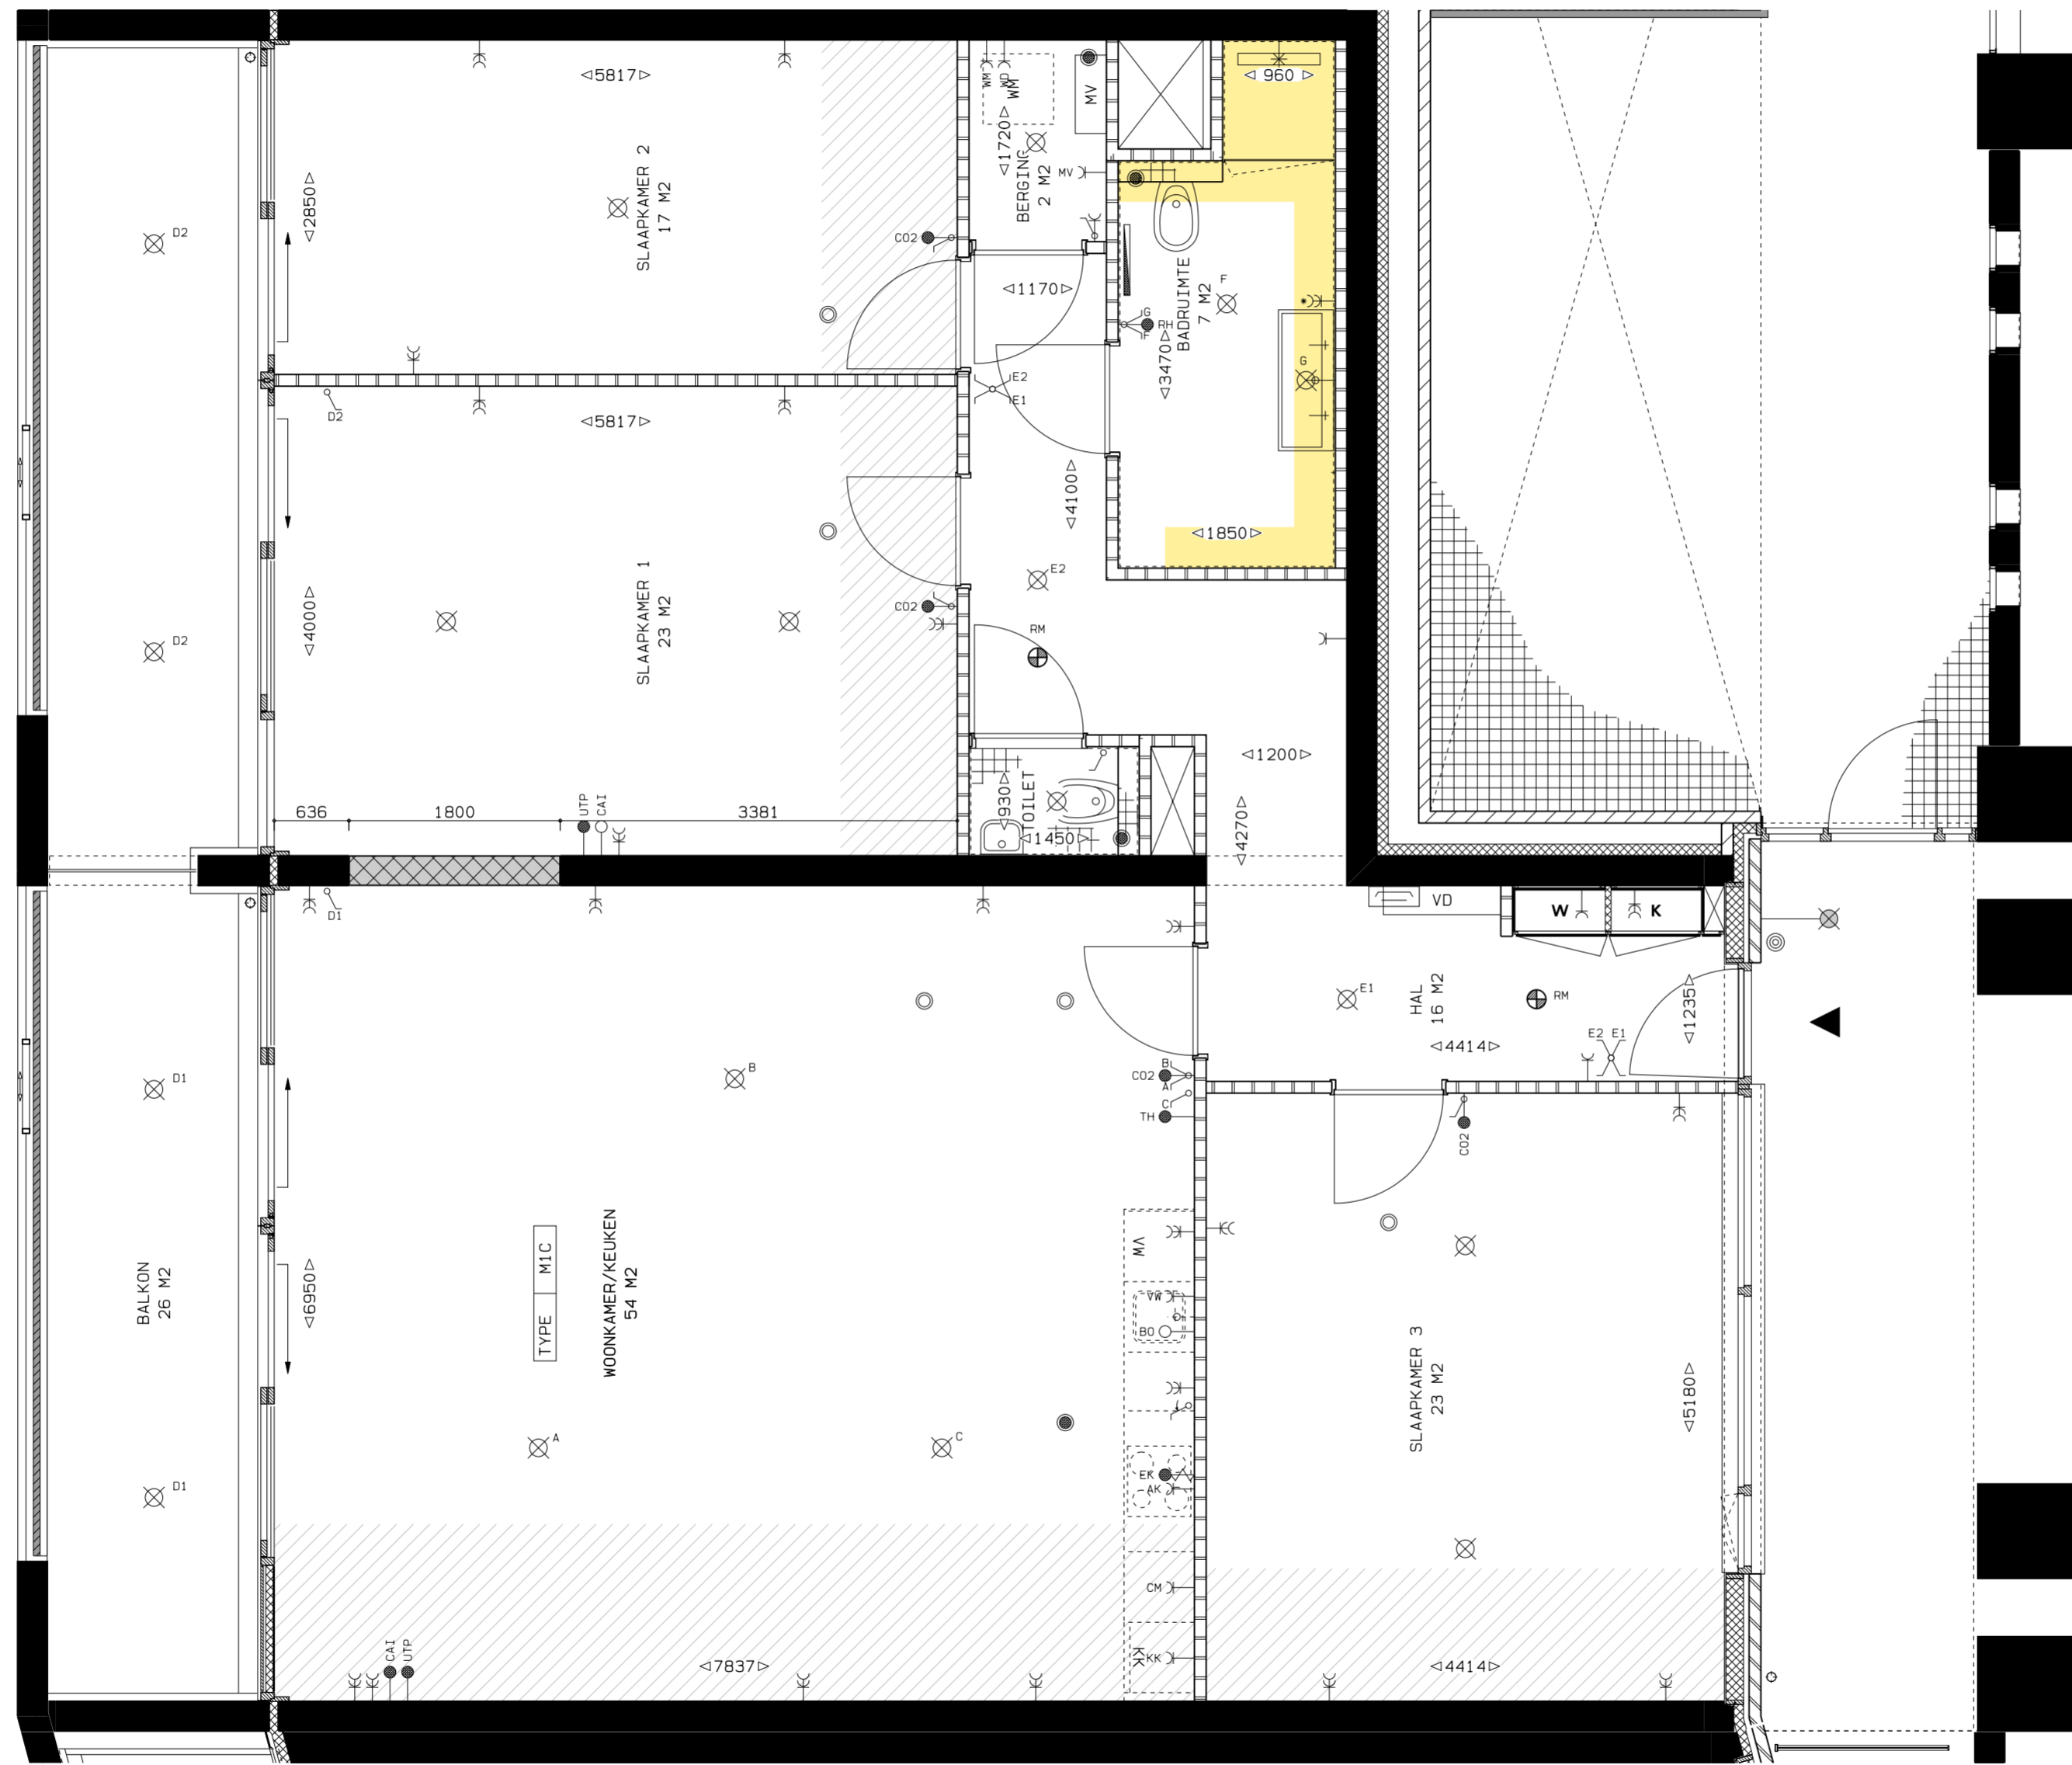 5817
960
WM
WD
WM
MV
1720
BERGING
2 M2
MV
2850
SLAAPKAMER 2
17 M2
D2
CO2
1170
F
G
F
RH
BADRUIMTE
7 M2
3470
G
E2
E1
D2
5817
4100
1850
E2
CO2
RM
4000
SLAAPKAMER 1
23 M2
D2
1200
636
1800
3381
UTP
CAI
930
TOILET
1450
4270
D1
VD
W
K
E1
HAL
16 M2
RM
1235
E2 E1
4414
D1
B
B
CO2
A
C
TH
CO2
BALKON
26 M2
6950
TYPE M1C
WOONKAMER/KEUKEN
54 M2
VW
VW
BO
SLAAPKAMER 3
23 M2
5180
A
C
EK
AK
D1
CM
CAI
UTP
7837
KK
KK
4414